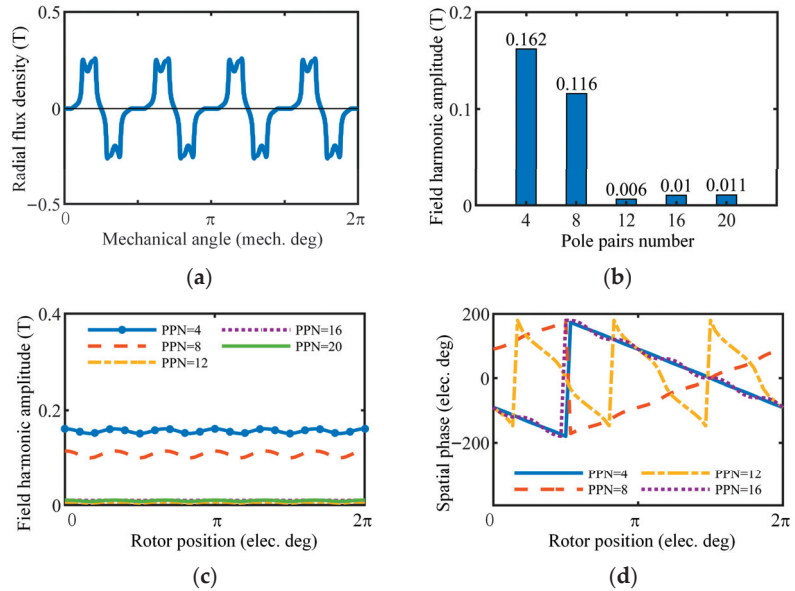 (a)
0.5
0
−0.5
Radial flux density (T)
0 π 2π
Mechanical angle (mech. deg)
(b)
0.2
0.1
0
Field harmonic amplitude (T)
0.162
0.116
0.006
0.01
0.011
4 8 12 16 20
Pole pairs number
(a) (b)
0.4
0.2
0
Field harmonic amplitude (T)
PPN=4 PPN=16
PPN=8 PPN=20
PPN=12
0 π 2π
Rotor position (elec. deg)
200
0
−200
Spatial phase (elec. deg)
PPN=4 PPN=12
PPN=8 PPN=16
0 π 2π
Rotor position (elec. deg)
(c) (d)